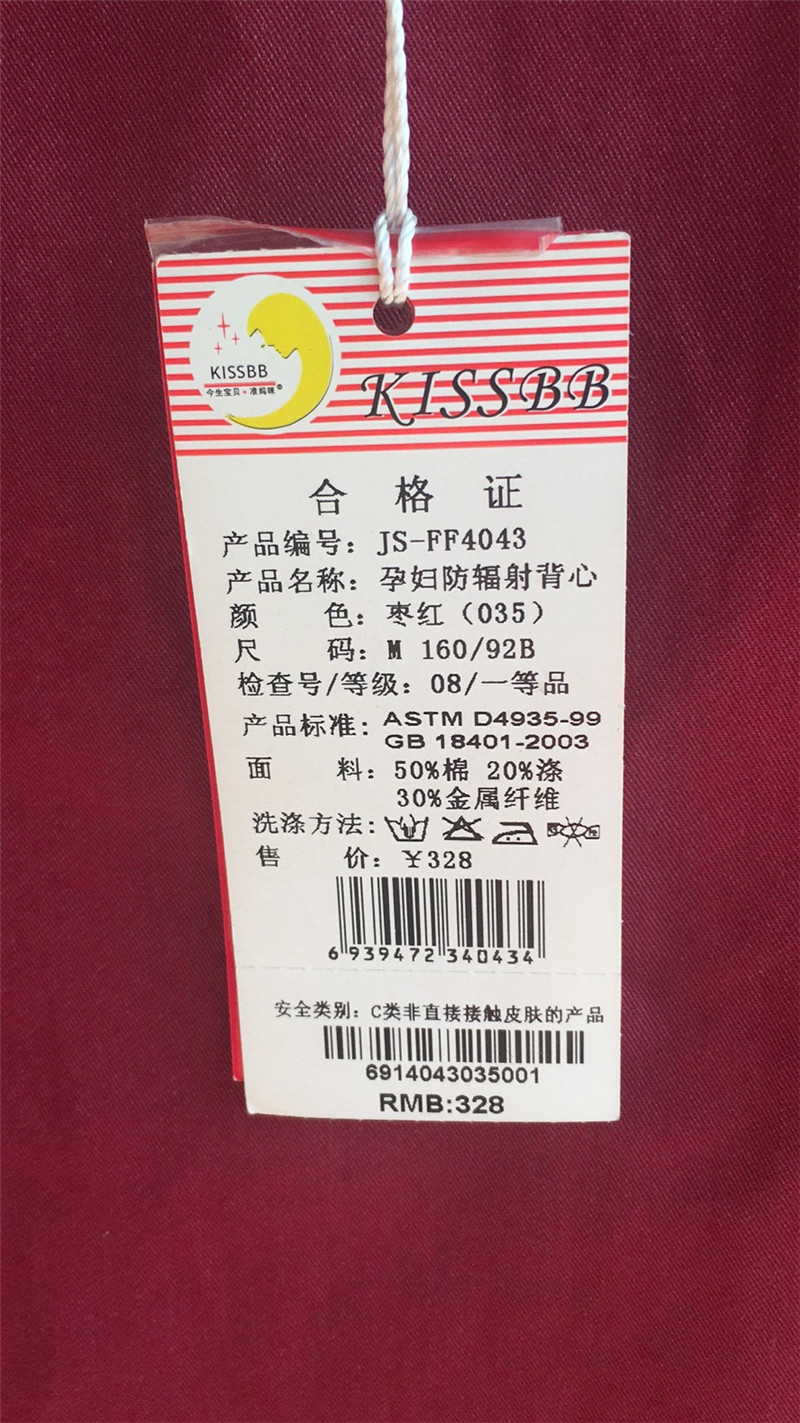 KISSBB
今生宝贝·准妈咪®
KISSBB
合格证
产品编号：JS-FF4043
产品名称：孕妇防辐射背心
颜色：枣红（035）
尺码：M 160/92B
检查号/等级：08/一等品
产品标准：ASTM D4935-99
GB 18401-2003
面料：50%棉 20%涤
30%金属纤维
洗涤方法：
售价：￥328
6 939472 340434
安全类别：C类非直接接触皮肤的产品
6914043035001
RMB:328